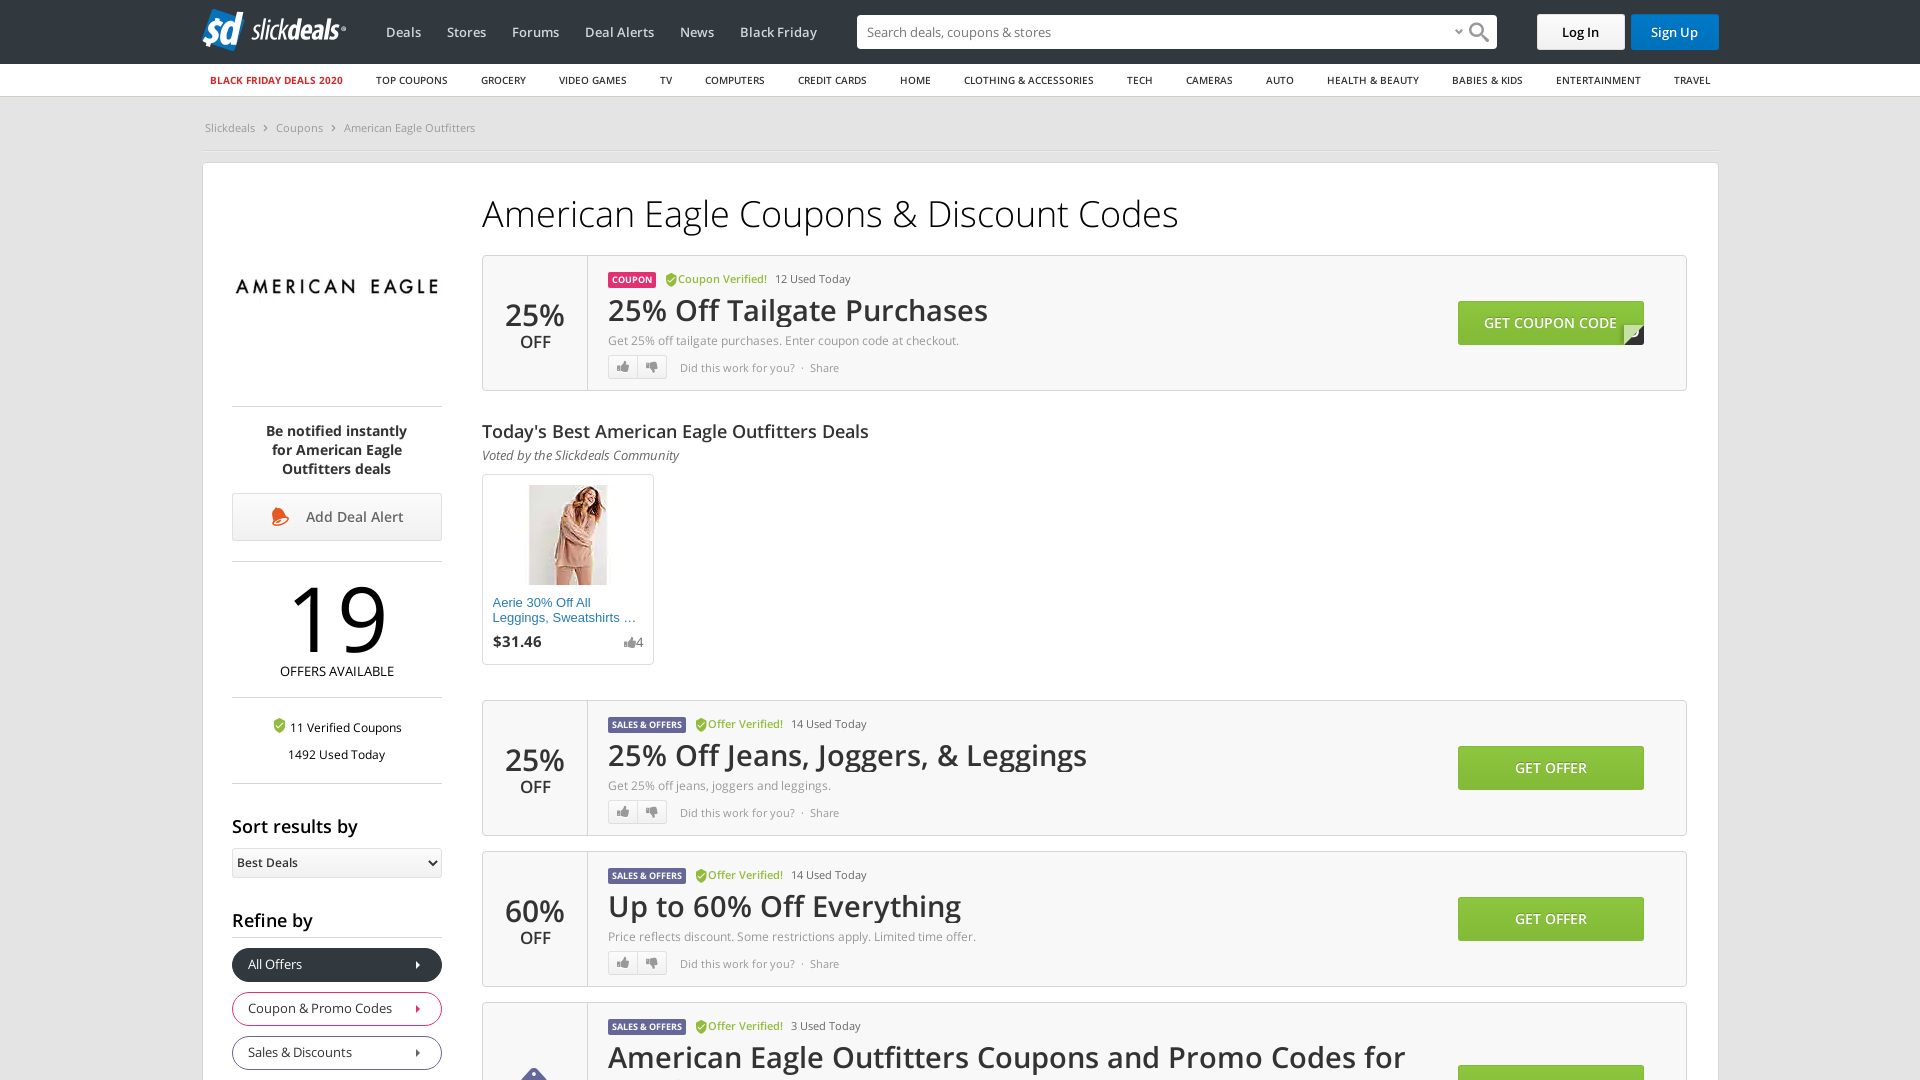 slickdeals
Deals Stores Forums Deal Alerts News Black Friday
Search deals, coupons & stores
Log In Sign Up
BLACK FRIDAY DEALS 2020 TOP COUPONS GROCERY VIDEO GAMES TV COMPUTERS CREDIT CARDS HOME CLOTHING & ACCESSORIES TECH CAMERAS AUTO HEALTH & BEAUTY BABIES & KIDS ENTERTAINMENT TRAVEL
Slickdeals > Coupons > American Eagle Outfitters
AMERICAN EAGLE
Be notified instantly
for American Eagle
Outfitters deals
Add Deal Alert
19
OFFERS AVAILABLE
11 Verified Coupons
1492 Used Today
Sort results by
Best Deals
Refine by
All Offers
Coupon & Promo Codes
Sales & Discounts
American Eagle Coupons & Discount Codes
25%
OFF
COUPON Coupon Verified! 12 Used Today
25% Off Tailgate Purchases
Get 25% off tailgate purchases. Enter coupon code at checkout.
Did this work for you? · Share
GET COUPON CODE
Today's Best American Eagle Outfitters Deals
Voted by the Slickdeals Community
Aerie 30% Off All
Leggings, Sweatshirts ...
$31.46 4
25%
OFF
SALES & OFFERS Offer Verified! 14 Used Today
25% Off Jeans, Joggers, & Leggings
Get 25% off jeans, joggers and leggings.
Did this work for you? · Share
GET OFFER
60%
OFF
SALES & OFFERS Offer Verified! 14 Used Today
Up to 60% Off Everything
Price reflects discount. Some restrictions apply. Limited time offer.
Did this work for you? · Share
GET OFFER
SALES & OFFERS Offer Verified! 3 Used Today
American Eagle Outfitters Coupons and Promo Codes for